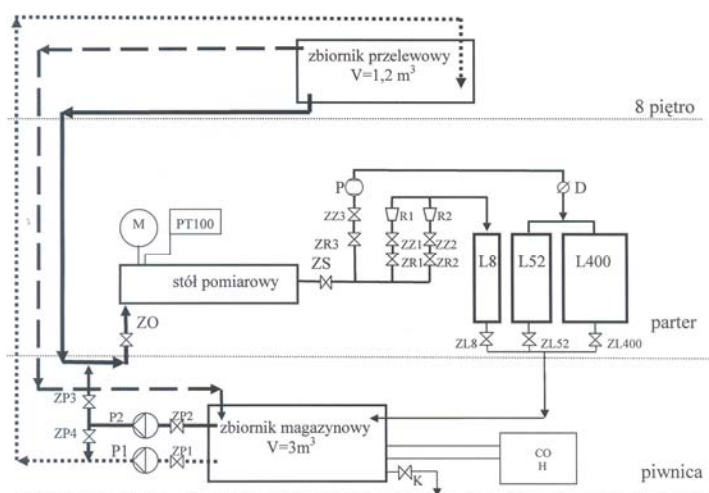 zbiornik przelewowy
V=1,2 m³
8 piętro
P
D
ZZ3
R1
R2
M
PT100
ZR3
ZZ1
ZZ2
ZS
ZR1
ZR2
L8
L52
L400
stół pomiarowy
ZO
parter
ZL8
ZL52
ZL400
ZP3
P2
ZP2
zbiornik magazynowy
V=3m³
ZP4
P1
ZP1
CO
H
K
piwnica